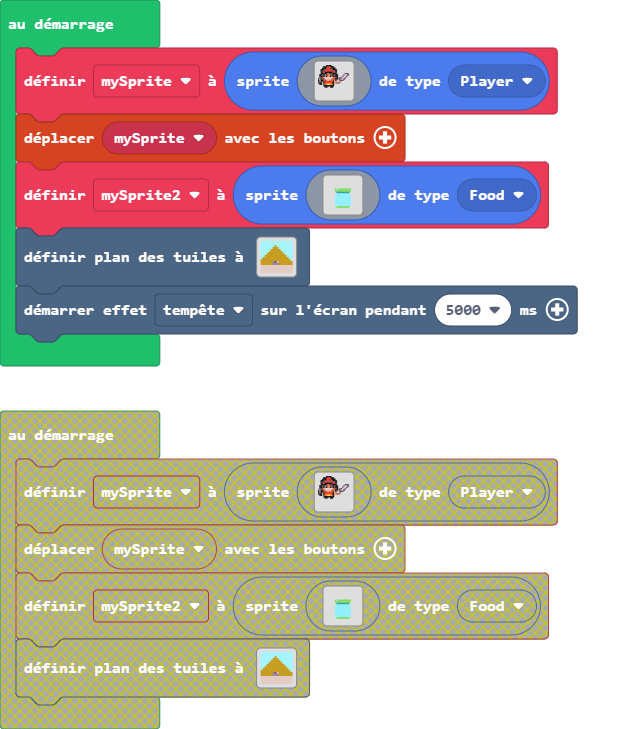 au démarrage
définir mySprite à sprite de type Player
déplacer mySprite avec les boutons
définir mySprite2 à sprite de type Food
définir plan des tuiles à
démarrer effet tempête sur l'écran pendant 5000 ms
au démarrage
définir mySprite à sprite de type Player
déplacer mySprite avec les boutons
définir mySprite2 à sprite de type Food
définir plan des tuiles à